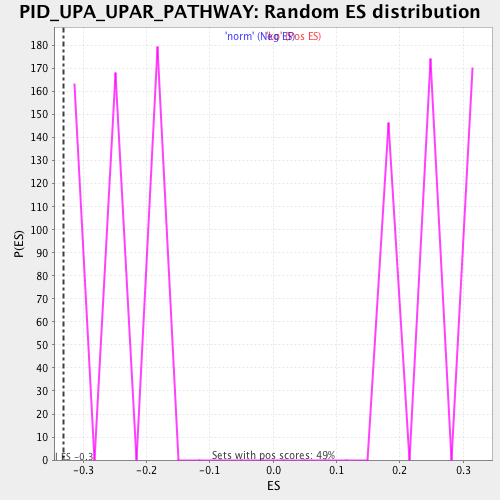 PID_UPA_UPAR_PATHWAY: Random ES distribution
'norm' (Neg ES)
'ko' (Pos ES)
180
170
160
150
140
130
120
110
100
90
80
70
60
50
40
30
20
10
0
P(ES)
ES -0.3
Sets with pos scores: 49%
-0.3 -0.2 -0.1 0.0 0.1 0.2 0.3
ES